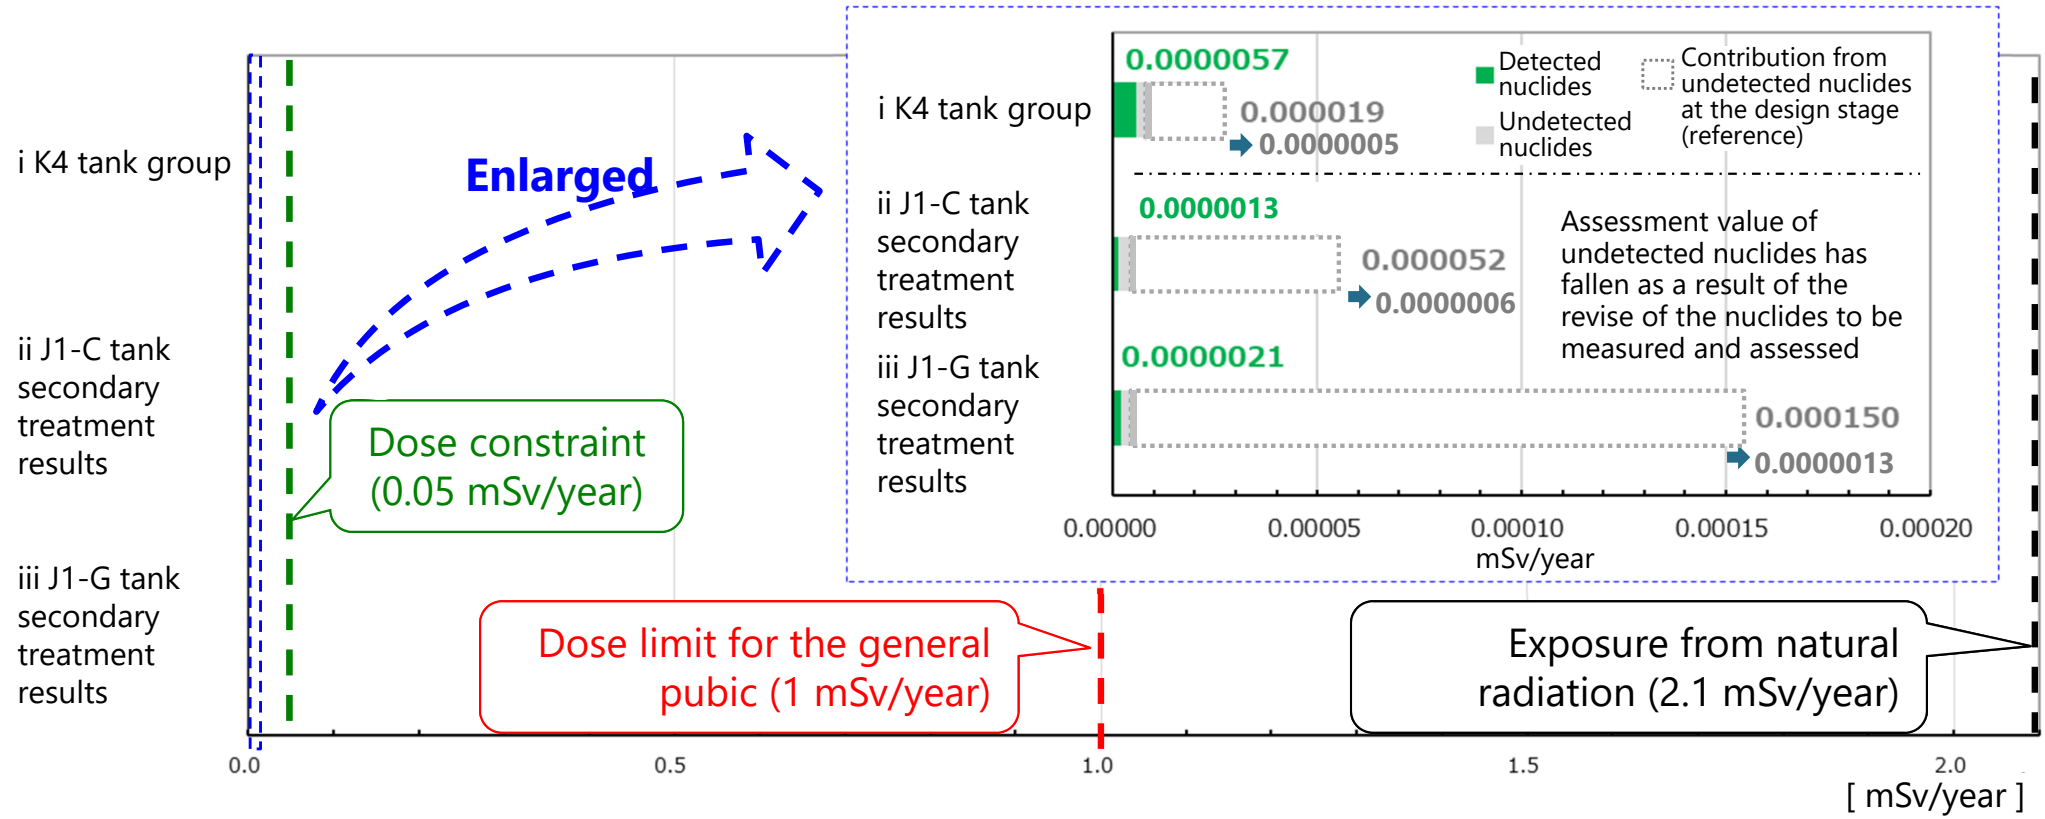 i K4 tank group
ii J1-C tank
secondary
treatment
results
iii J1-G tank
secondary
treatment
results
Enlarged
Dose constraint
(0.05 mSv/year)
Dose limit for the general
pubic (1 mSv/year)
Exposure from natural
radiation (2.1 mSv/year)
0.0
0.5
1.0
1.5
2.0
[ mSv/year ]
i K4 tank group
0.0000057
0.000019
0.0000005
Detected
nuclides
Undetected
nuclides
Contribution from
undetected nuclides
at the design stage
(reference)
ii J1-C tank
secondary
treatment
results
0.0000013
0.000052
0.0000006
Assessment value of
undetected nuclides has
fallen as a result of the
revise of the nuclides to be
measured and assessed
iii J1-G tank
secondary
treatment
results
0.0000021
0.000150
0.0000013
0.00000
0.00005
0.00010
0.00015
0.00020
mSv/year